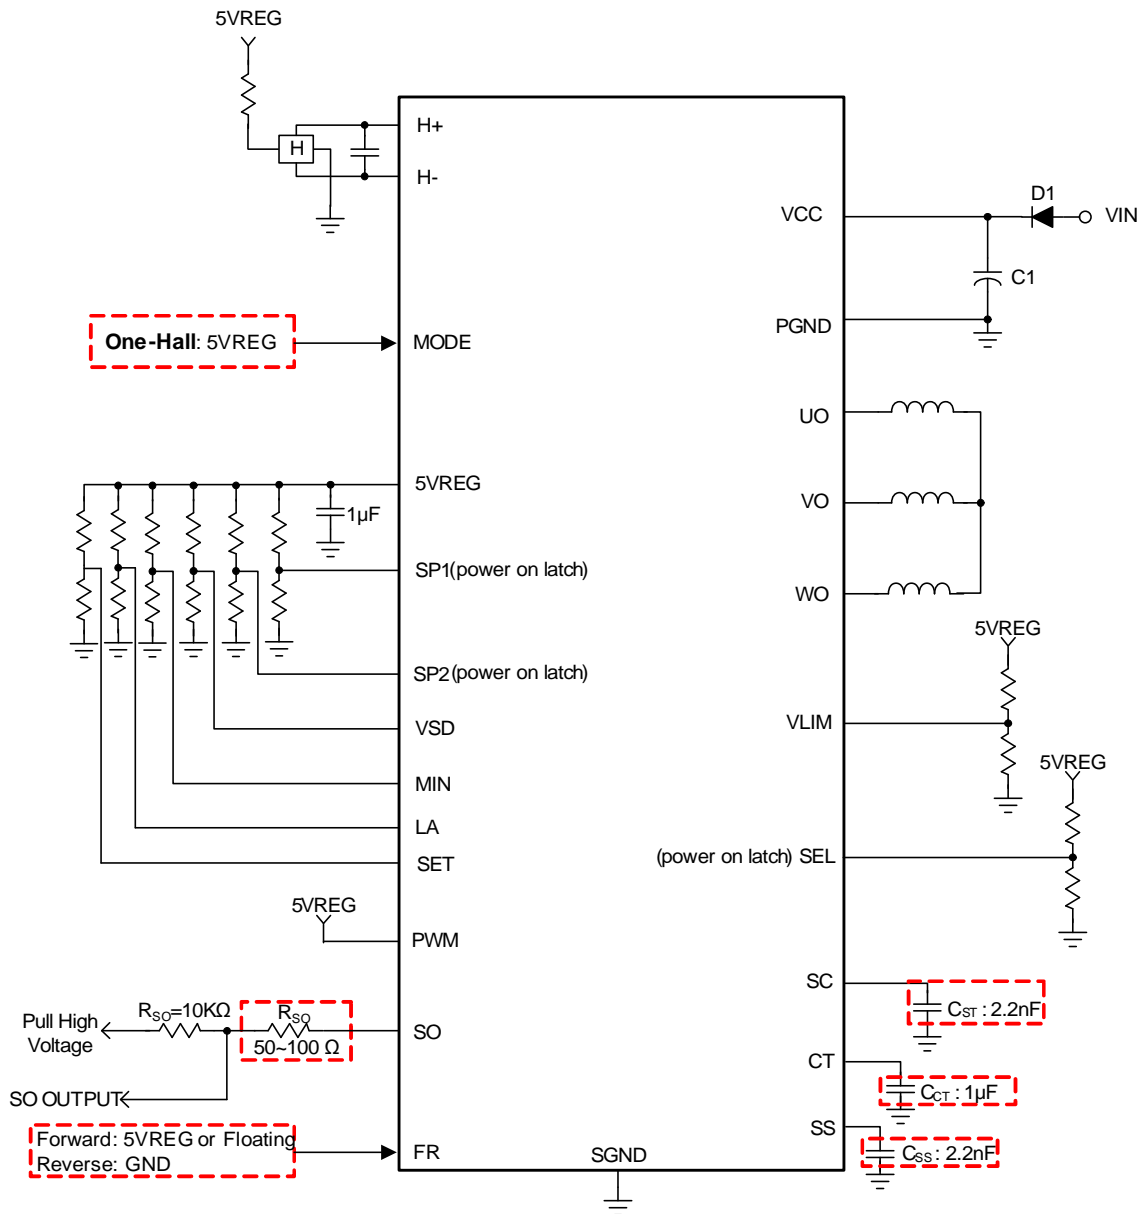 5VREG
H
H+
H-
One-Hall: 5VREG
MODE
5VREG
1µF
SP1(power on latch)
SP2(power on latch)
VSD
MIN
LA
SET
5VREG
PWM
RSO=10KΩ
RSO
50~100 Ω
Pull High
Voltage
SO
SO OUTPUT
Forward: 5VREG or Floating
Reverse: GND
FR
SGND
VCC
D1
VIN
C1
PGND
UO
VO
WO
5VREG
VLIM
5VREG
(power on latch) SEL
SC
CST : 2.2nF
CT
CCT : 1µF
SS
CSS : 2.2nF